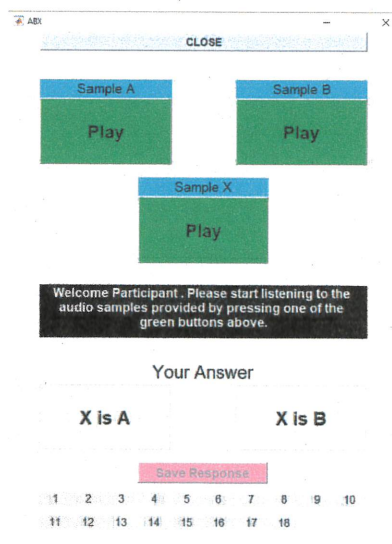 ABX
CLOSE
Sample A
Sample B
Play
Play
Sample X
Play
Welcome Participant . Please start listening to the
audio samples provided by pressing one of the
green buttons above.
Your Answer
X is A
X is B
Save Response
1 2 3 4 5 6 7 8 9 10
11 12 13 14 15 16 17 18